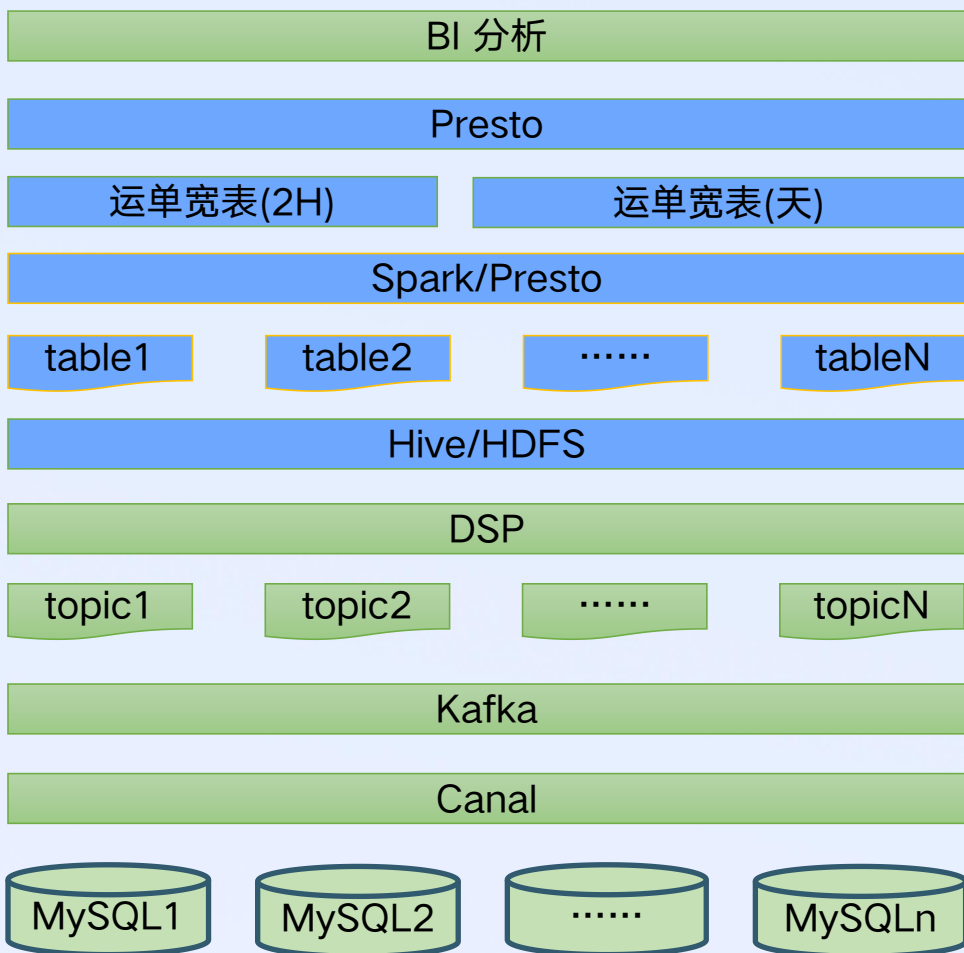 BI 分析
Presto
运单宽表(2H) 运单宽表(天)
Spark/Presto
table1 table2 ...... tableN
Hive/HDFS
DSP
topic1 topic2 ...... topicN
Kafka
Canal
MySQL1 MySQL2 ...... MySQLn